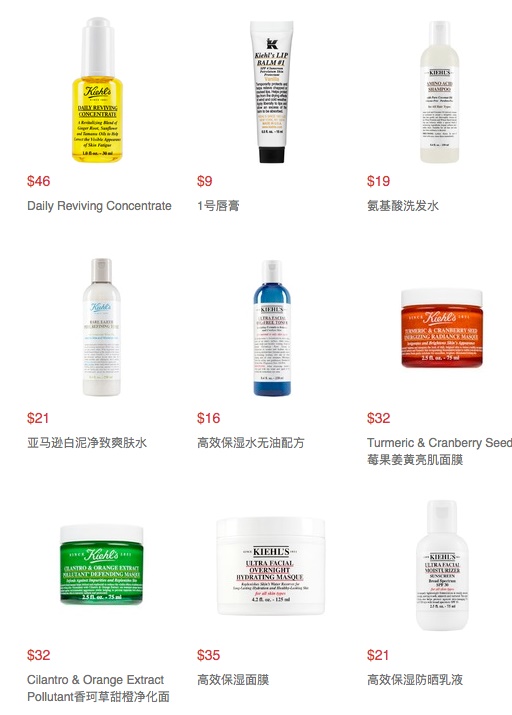 Kiehl's
SINCE 1851
DAILY REVIVING
CONCENTRATE
A Revitalizing Blend of
Ginger Root, Sunflower
and Tamanu Oils to Help
Correct the Visible Appearance
of Skin Fatigue
1.0 fl. oz. - 30 ml
Kiehl's LIP
BALM #1
Vanilla
KIEHL'S
AMINO ACID
SHAMPOO
$46
$9
$19
Daily Reviving Concentrate
1号唇膏
氨基酸洗发水
Kiehl's
KIEHL'S
ULTRA FACIAL
OIL-FREE TONER
SINCE Kiehl's 1851
TURMERIC & CRANBERRY SEED
ENERGIZING RADIANCE MASQUE
2.5 fl. oz. - 75 ml
$21
$16
$32
亚马逊白泥净致爽肤水
高效保湿水无油配方
Turmeric & Cranberry Seed
莓果姜黄亮肌面膜
SINCE Kiehl's 1851
CILANTRO & ORANGE EXTRACT
POLLUTANT DEFENDING MASQUE
2.5 fl. oz. - 75 ml
KIEHL'S
ULTRA FACIAL
OVERNIGHT
HYDRATING MASQUE
for all skin types
4.2 fl. oz. - 125 ml
KIEHL'S
ULTRA FACIAL
MOISTURIZER
SUNSCREEN
Broad Spectrum
SPF 30
$32
$35
$21
Cilantro & Orange Extract
Pollutant香珂草甜橙净化面
高效保湿面膜
高效保湿防晒乳液